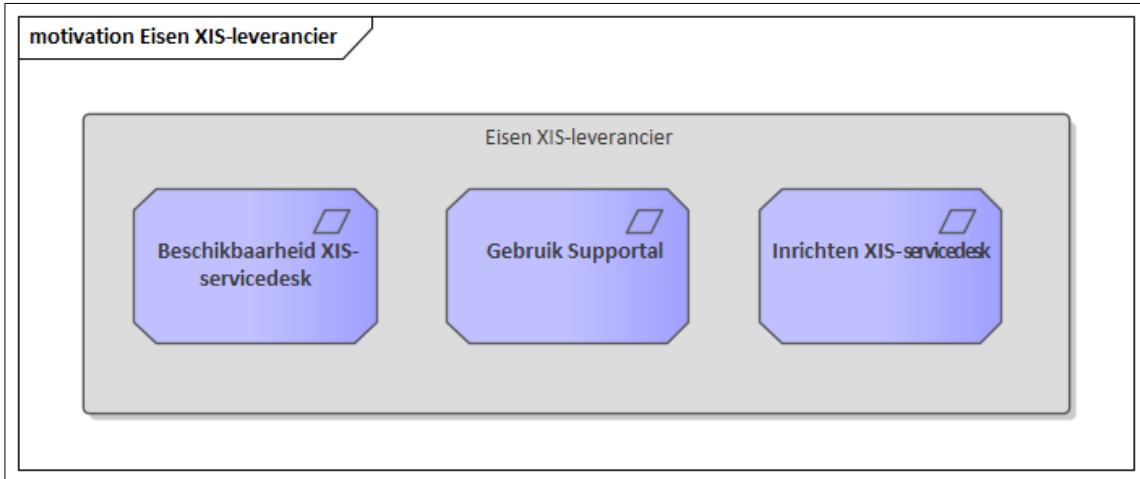 motivation Eisen XIS-leverancier
Eisen XIS-leverancier
Beschikbaarheid XIS-
servicedesk
Gebruik Supportal
Inrichten XIS-servicedesk